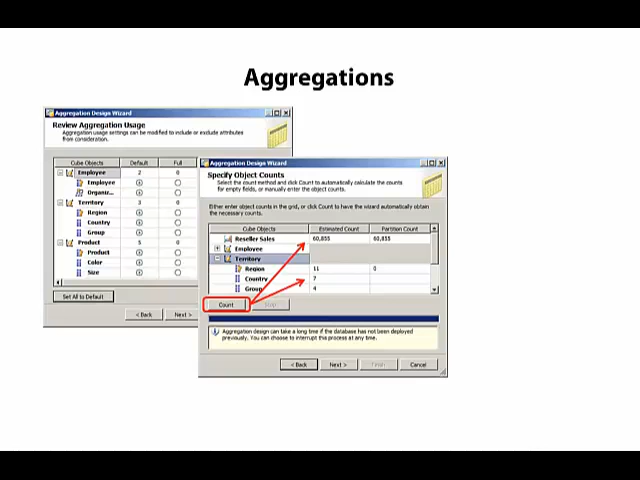 Aggregations
Aggregation Design Wizard
Review Aggregation Usage
Aggregation usage settings can be modified to include or exclude attributes
from consideration.
Cube Objects Default Full
Employee 2 0
Employee
Organiz...
Territory 3 0
Region
Country
Group
Product 5 0
Product
Color
Size
Set All to Default
< Back Next >
Aggregation Design Wizard
Specify Object Counts
Select the count method and click Count to automatically calculate the counts
for empty fields, or manually enter the object counts.
Either enter object counts in the grid, or click Count to have the wizard automatically obtain
the necessary counts.
Cube Objects Estimated Count Partition Count
Reseller Sales 60,855 60,855
Employee
Territory
Region 11 0
Country 7
Group 4
Count Stop
Aggregation design can take a long time if the database has not been deployed
previously. You can choose to interrupt this process at any time.
< Back Next > Finish Cancel